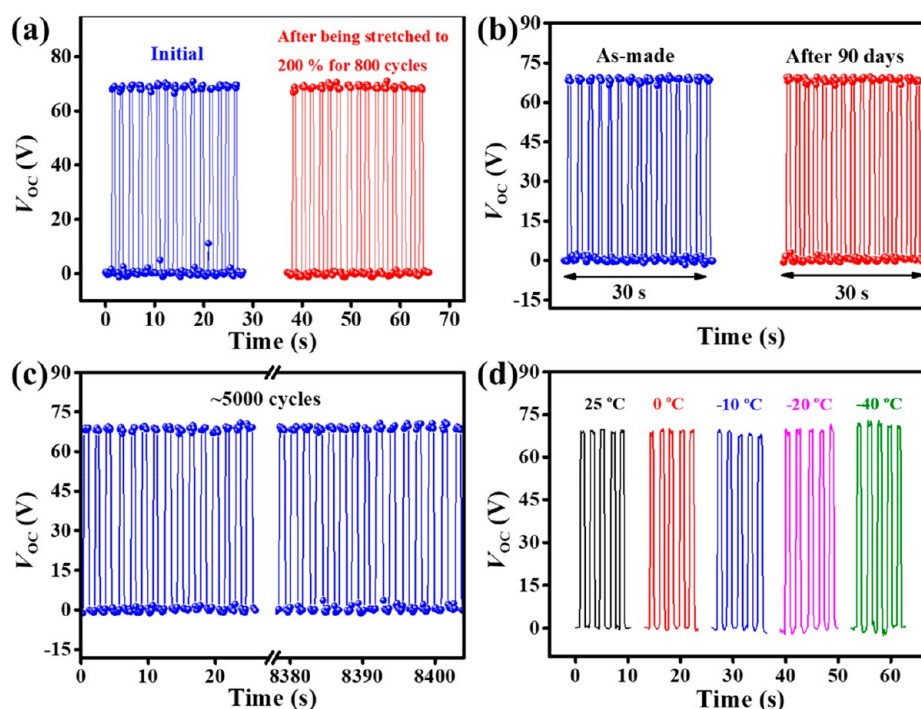 (a)
80
60
40
20
0
V_OC (V)
Initial
After being stretched to
200 % for 800 cycles
0 10 20 30 40 50 60 70
Time (s)
(b)
90
75
60
45
30
15
0
-15
V_OC (V)
As-made
After 90 days
30 s
30 s
Time (s)
(c)
90
75
60
45
30
15
0
-15
V_OC (V)
~5000 cycles
0 10 20 8380 8390 8400
Time (s)
(d)
90
75
60
45
30
15
0
V_OC (V)
25 °C 0 °C -10 °C -20 °C -40 °C
0 10 20 30 40 50 60
Time (s)